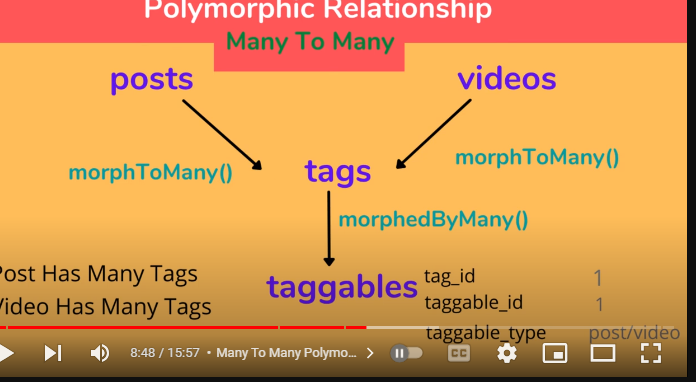 Polymorphic Relationship
Many To Many
posts
videos
morphToMany()
tags
morphToMany()
morphedByMany()
Post Has Many Tags
Video Has Many Tags
taggables
tag_id 1
taggable_id 1
taggable_type post/video
8:48 / 15:57 • Many To Many Polymo...
CC